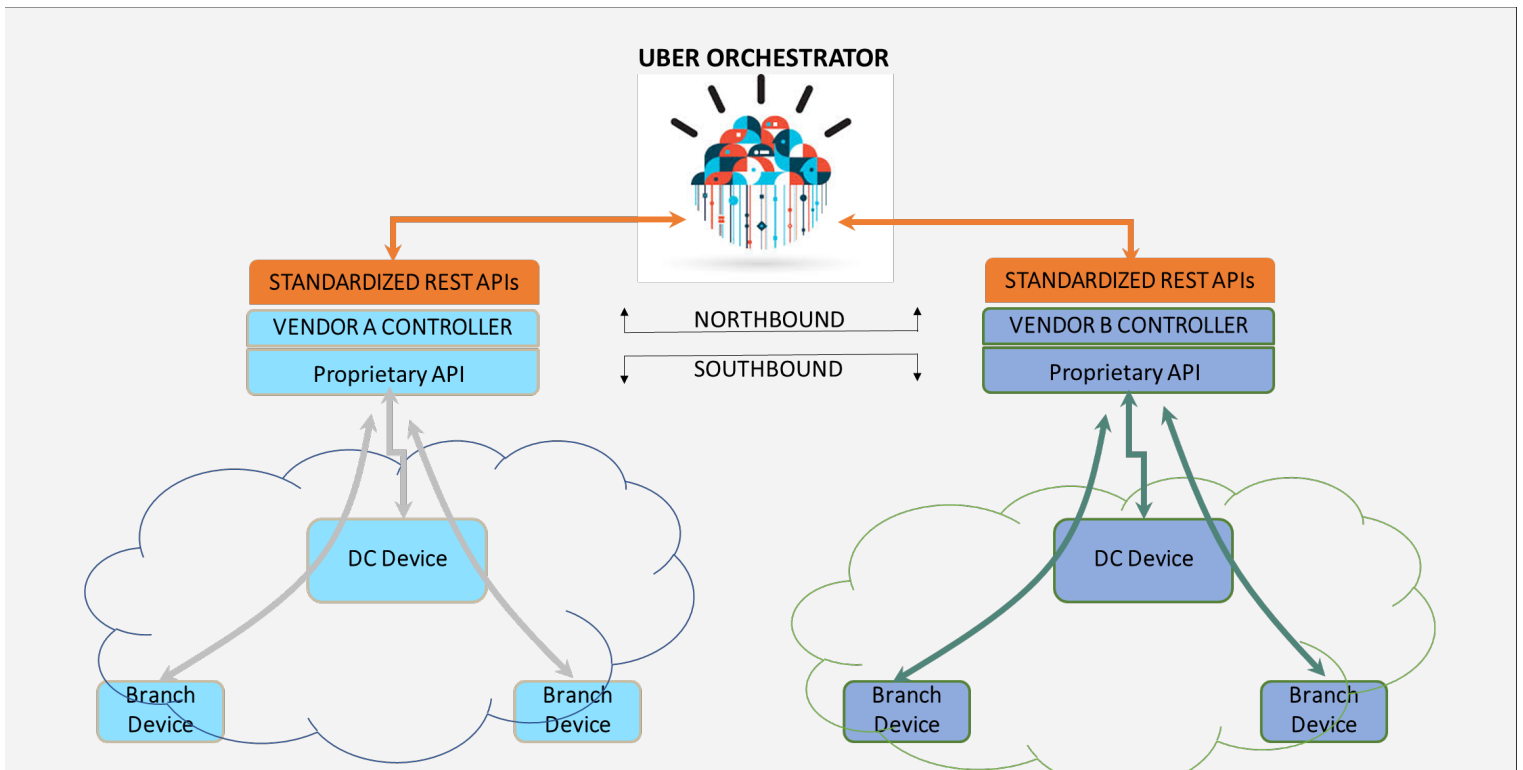 UBER ORCHESTRATOR
STANDARDIZED REST APIs
VENDOR A CONTROLLER
Proprietary API
NORTHBOUND
SOUTHBOUND
STANDARDIZED REST APIs
VENDOR B CONTROLLER
Proprietary API
DC Device
Branch
Device
Branch
Device
DC Device
Branch
Device
Branch
Device